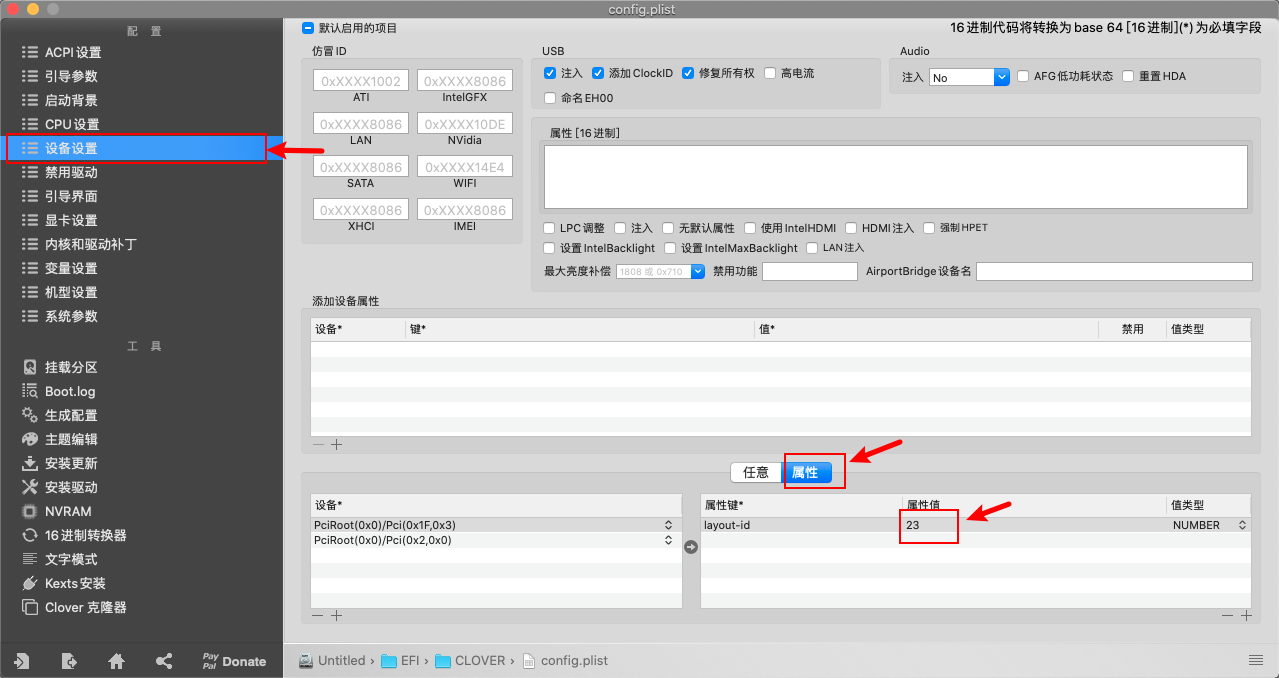 config.plist
配 置
ACPI 设置
引导参数
启动背景
CPU 设置
设备设置
禁用驱动
引导界面
显卡设置
内核和驱动补丁
变量设置
机型设置
系统参数
工 具
挂载分区
Boot.log
生成配置
主题编辑
安装更新
安装驱动
NVRAM
16 进制转换器
文字模式
Kexts 安装
Clover 克隆器
Pay Pal Donate
默认启用的项目
16 进制代码将转换为 base 64 [16 进制](*) 为必填字段
仿冒 ID
0xXXXX1002 0xXXXX8086
ATI IntelGFX
0xXXXX8086 0xXXXX10DE
LAN NVidia
0xXXXX8086 0xXXXX14E4
SATA WIFI
0xXXXX8086 0xXXXX8086
XHCI IMEI
USB
注入 添加 ClockID 修复所有权 高电流
命名 EH00
Audio
注入 No AFG 低功耗状态 重置 HDA
属性 [16 进制]
LPC 调整 注入 无默认属性 使用 IntelHDMI HDMI 注入 强制 HPET
设置 IntelBacklight 设置 IntelMaxBacklight LAN 注入
最大亮度补偿 1808 或 0x710 禁用功能 AirportBridge 设备名
添加设备属性
设备* 键* 值* 禁用 值类型
任意 属性
设备*
PciRoot(0x0)/Pci(0x1F,0x3)
PciRoot(0x0)/Pci(0x2,0x0)
属性键* 属性值 值类型
layout-id 23 NUMBER
Untitled › EFI › CLOVER › config.plist